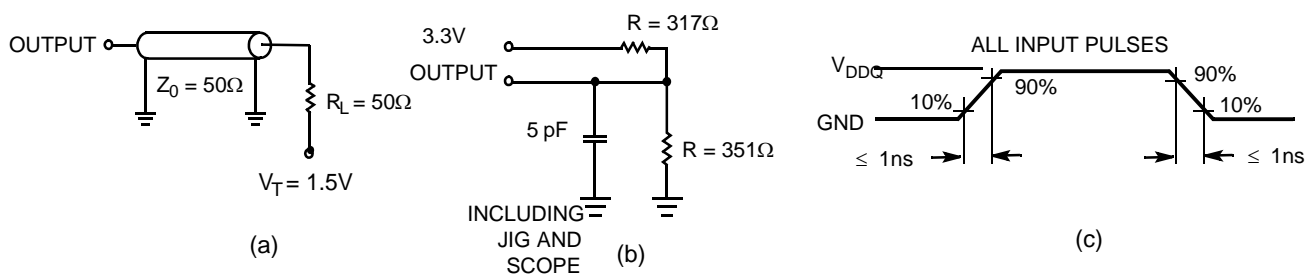 OUTPUT
Z0 = 50Ω
RL = 50Ω
VT = 1.5V
(a)
R = 317Ω
3.3V
OUTPUT
5 pF
R = 351Ω
INCLUDING
JIG AND
SCOPE
(b)
ALL INPUT PULSES
VDDQ
GND
10%
90%
90%
10%
≤ 1ns
≤ 1ns
(c)